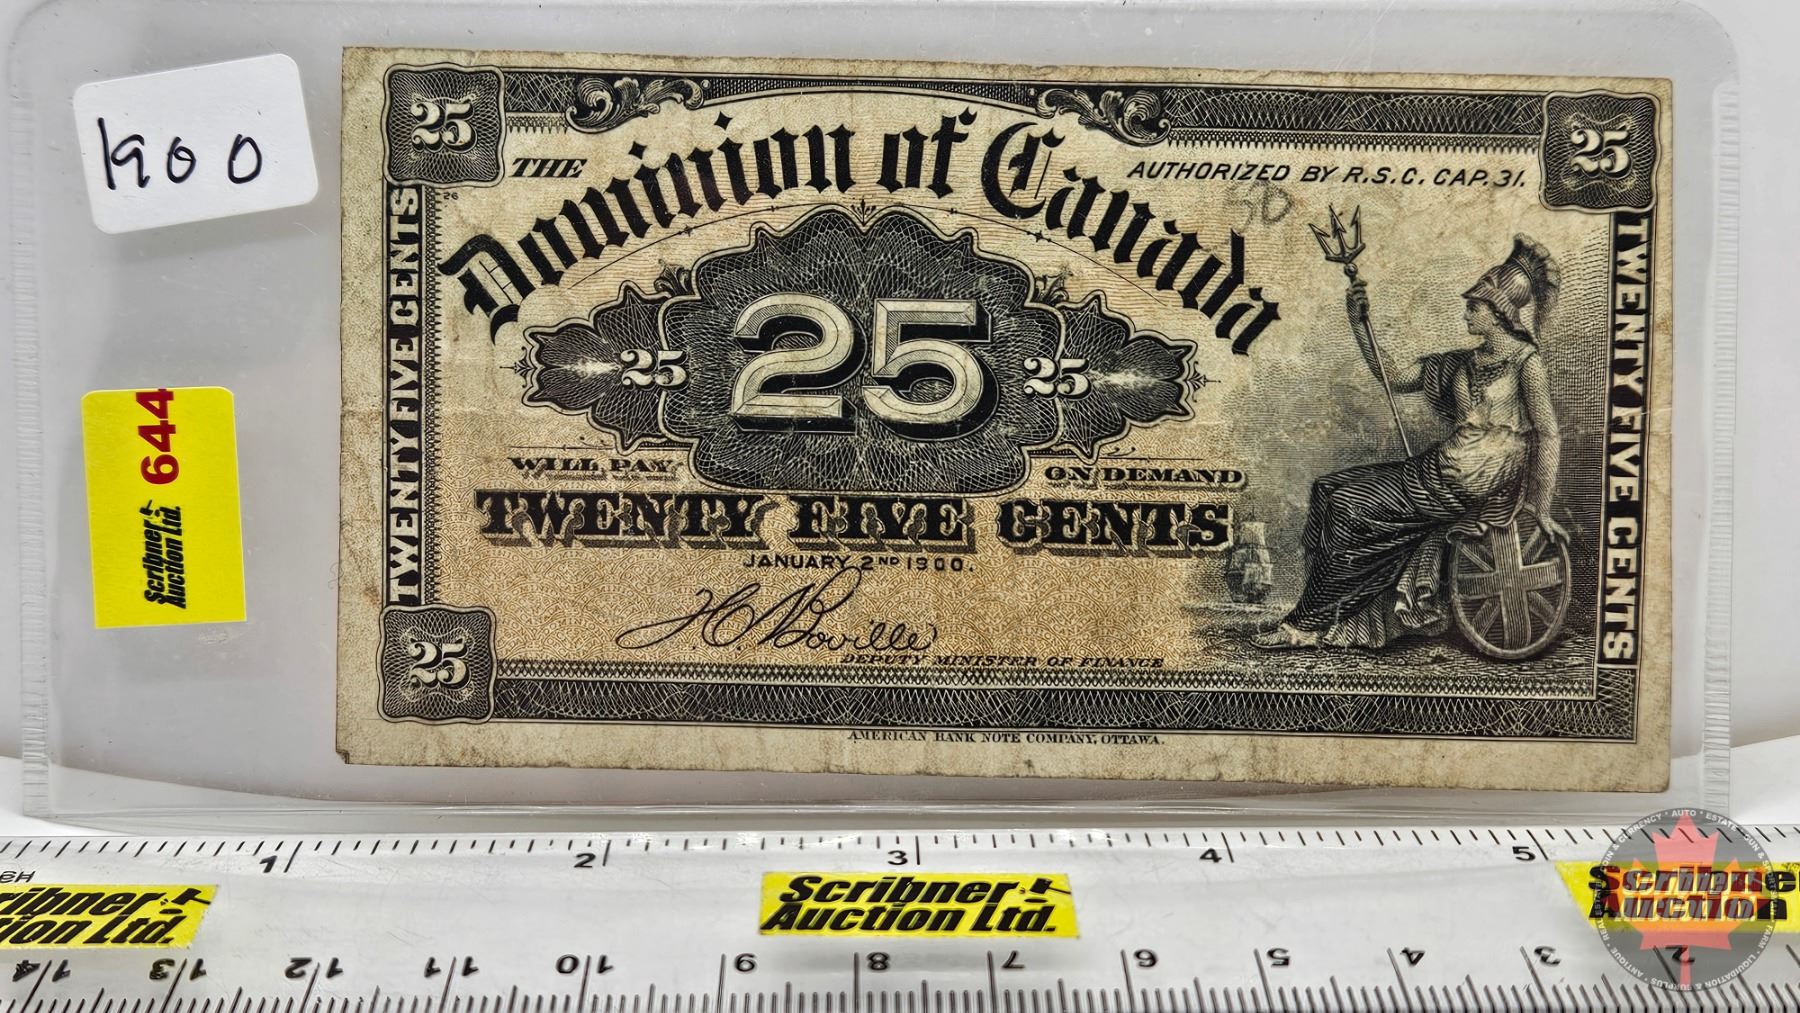 1900
644
Scribner
Auction Ltd.
25
25
THE Dominion of Canada
AUTHORIZED BY R.S.C. CAP. 31.
26
50
TWENTY FIVE CENTS
TWENTY FIVE CENTS
25 25 25
WILL PAY ON DEMAND
TWENTY FIVE CENTS
JANUARY 2ND 1900.
H.C. Boville
DEPUTY MINISTER OF FINANCE
25
AMERICAN BANK NOTE COMPANY, OTTAWA.
1 2 3 4 5
Scribner
Auction Ltd.
Scribner
Auction Ltd.
Scribner
Auction
14 13 12 11 10 9 8 7 6 5 4 3 2